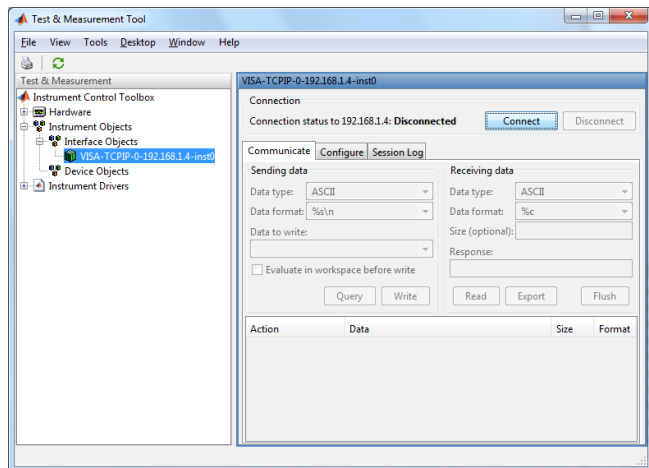 Test & Measurement Tool
File View Tools Desktop Window Help
Test & Measurement
Instrument Control Toolbox
Hardware
Instrument Objects
Interface Objects
VISA-TCPIP-0-192.168.1.4-inst0
Device Objects
Instrument Drivers
VISA-TCPIP-0-192.168.1.4-inst0
Connection
Connection status to 192.168.1.4: Disconnected Connect Disconnect
Communicate Configure Session Log
Sending data
Data type: ASCII
Data format: %s\n
Data to write:
Evaluate in workspace before write
Query Write
Receiving data
Data type: ASCII
Data format: %c
Size (optional):
Response:
Read Export Flush
Action Data Size Format